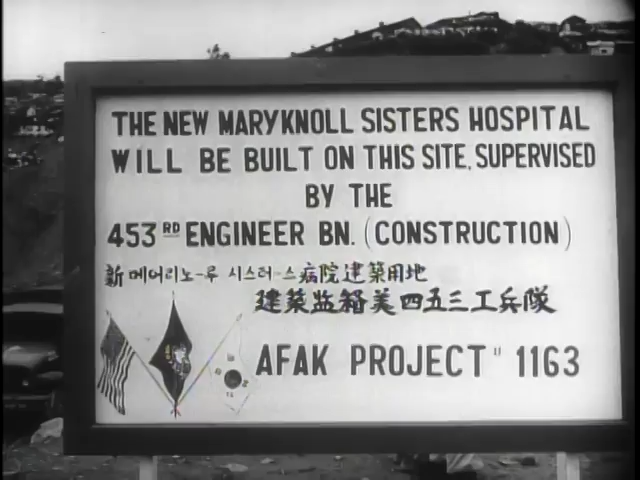 THE NEW MARYKNOLL SISTERS HOSPITAL
WILL BE BUILT ON THIS SITE, SUPERVISED
BY THE
453RD ENGINEER BN. (CONSTRUCTION)
新 메어리노-루 시스터-스 病院建築用地
建築監督美四五三工兵隊
AFAK PROJECT # 1163